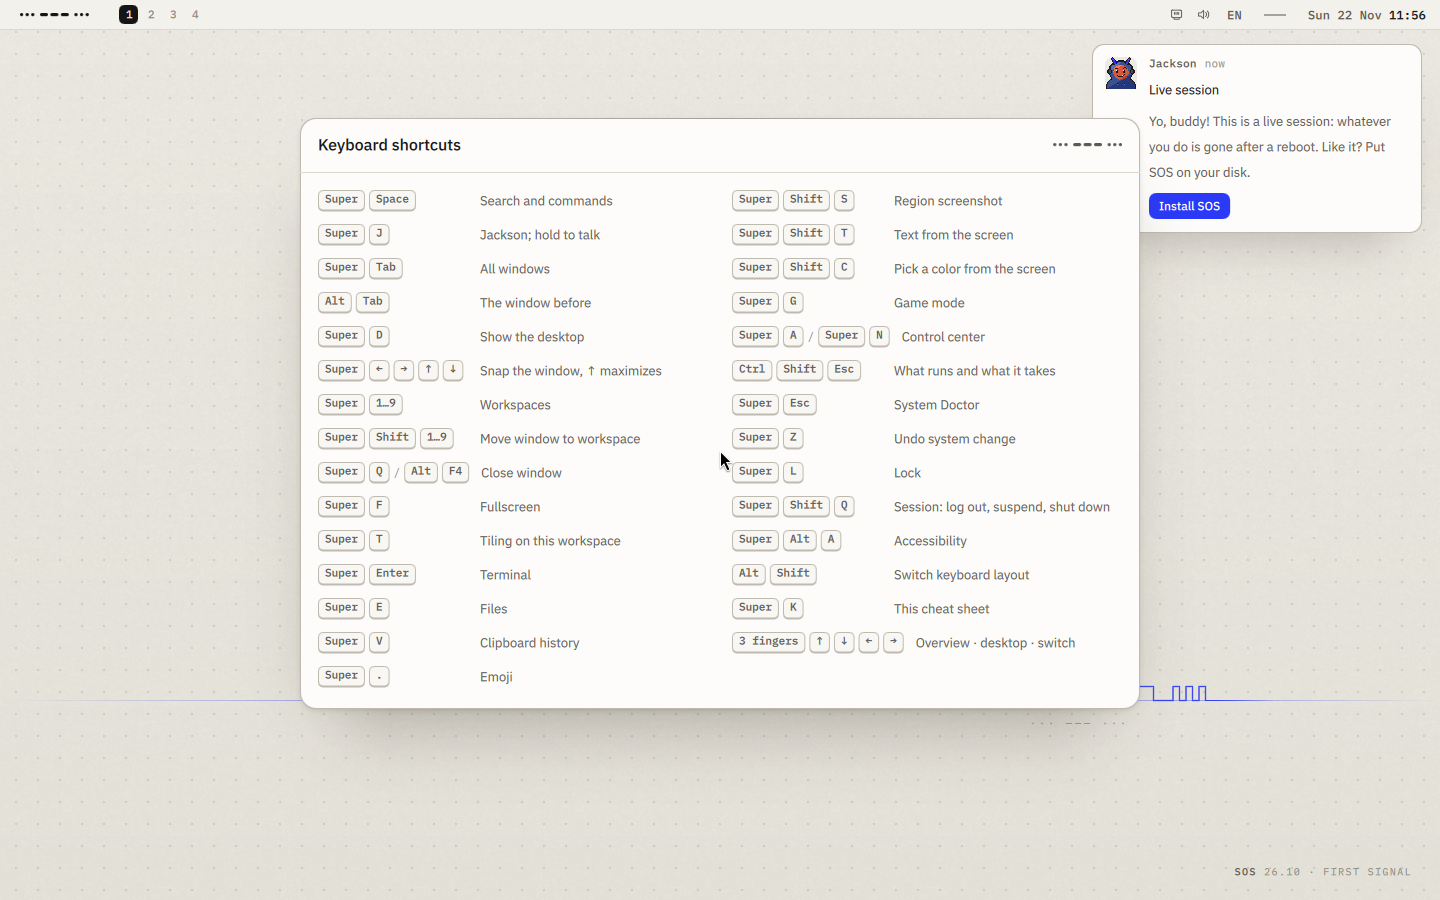 1 2 3 4
EN
Sun 22 Nov 11:56
Jackson now
Live session
Yo, buddy! This is a live session: whatever
you do is gone after a reboot. Like it? Put
SOS on your disk.
Install SOS
Keyboard shortcuts
Super Space Search and commands
Super J Jackson; hold to talk
Super Tab All windows
Alt Tab The window before
Super D Show the desktop
Super ← → ↑ ↓ Snap the window, ↑ maximizes
Super 1…9 Workspaces
Super Shift 1…9 Move window to workspace
Super Q / Alt F4 Close window
Super F Fullscreen
Super T Tiling on this workspace
Super Enter Terminal
Super E Files
Super V Clipboard history
Super . Emoji
Super Shift S Region screenshot
Super Shift T Text from the screen
Super Shift C Pick a color from the screen
Super G Game mode
Super A / Super N Control center
Ctrl Shift Esc What runs and what it takes
Super Esc System Doctor
Super Z Undo system change
Super L Lock
Super Shift Q Session: log out, suspend, shut down
Super Alt A Accessibility
Alt Shift Switch keyboard layout
Super K This cheat sheet
3 fingers ↑ ↓ ← → Overview · desktop · switch
SOS 26.10 · FIRST SIGNAL